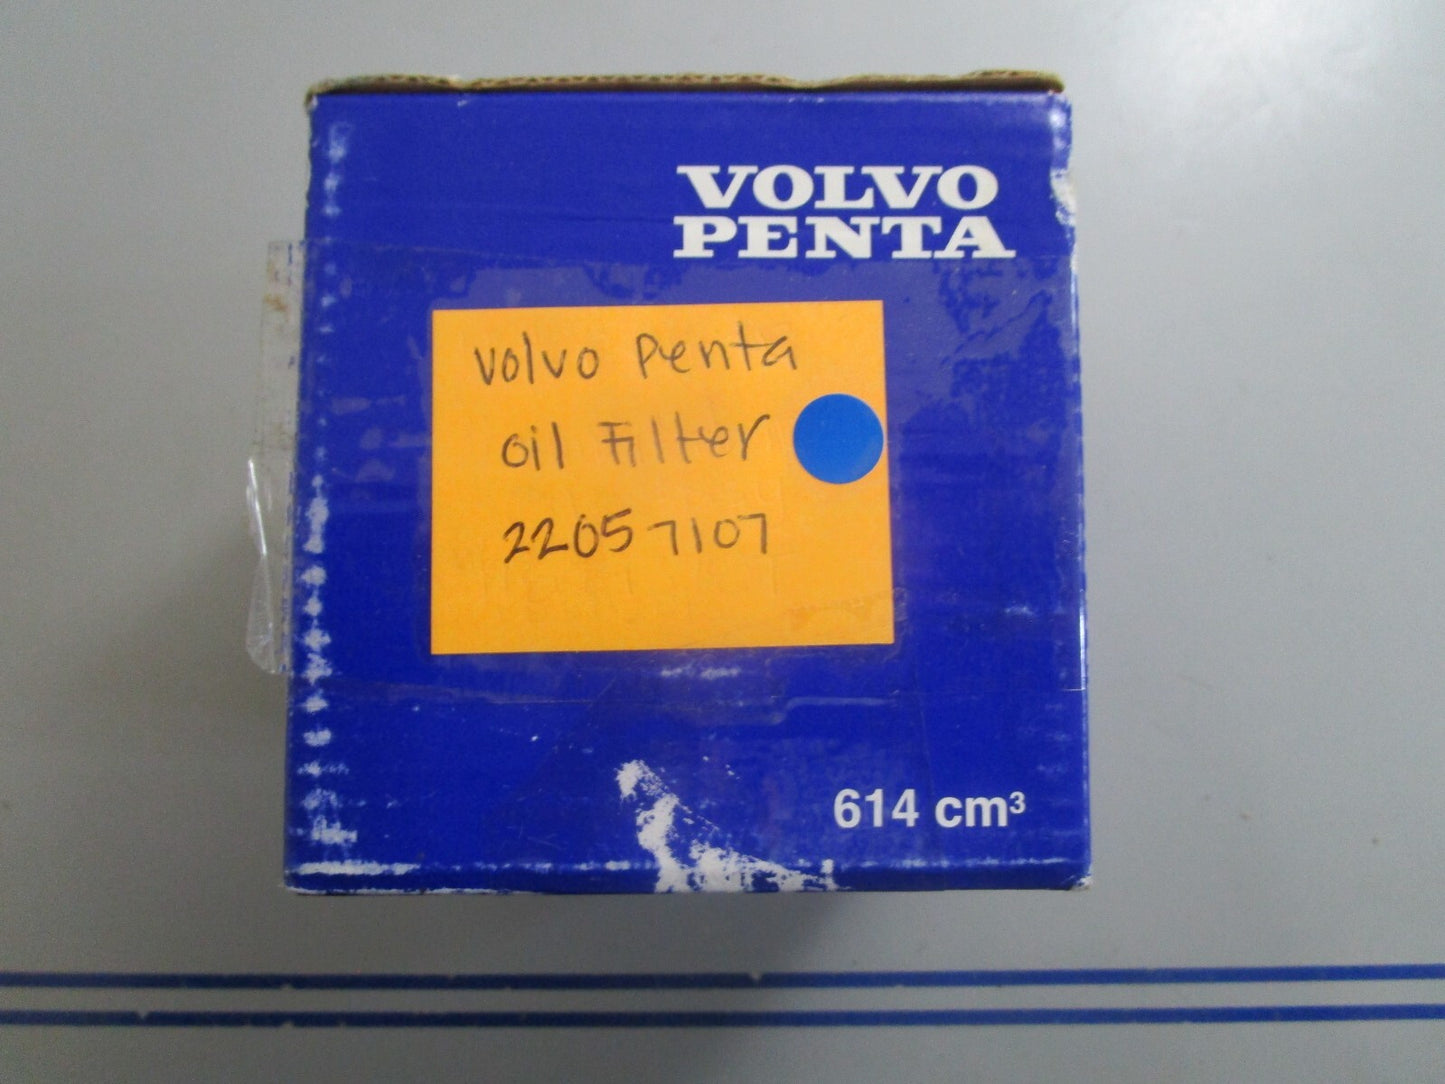 VOLVO
PENTA
Volvo Penta
oil Filter
22057107
614 cm³